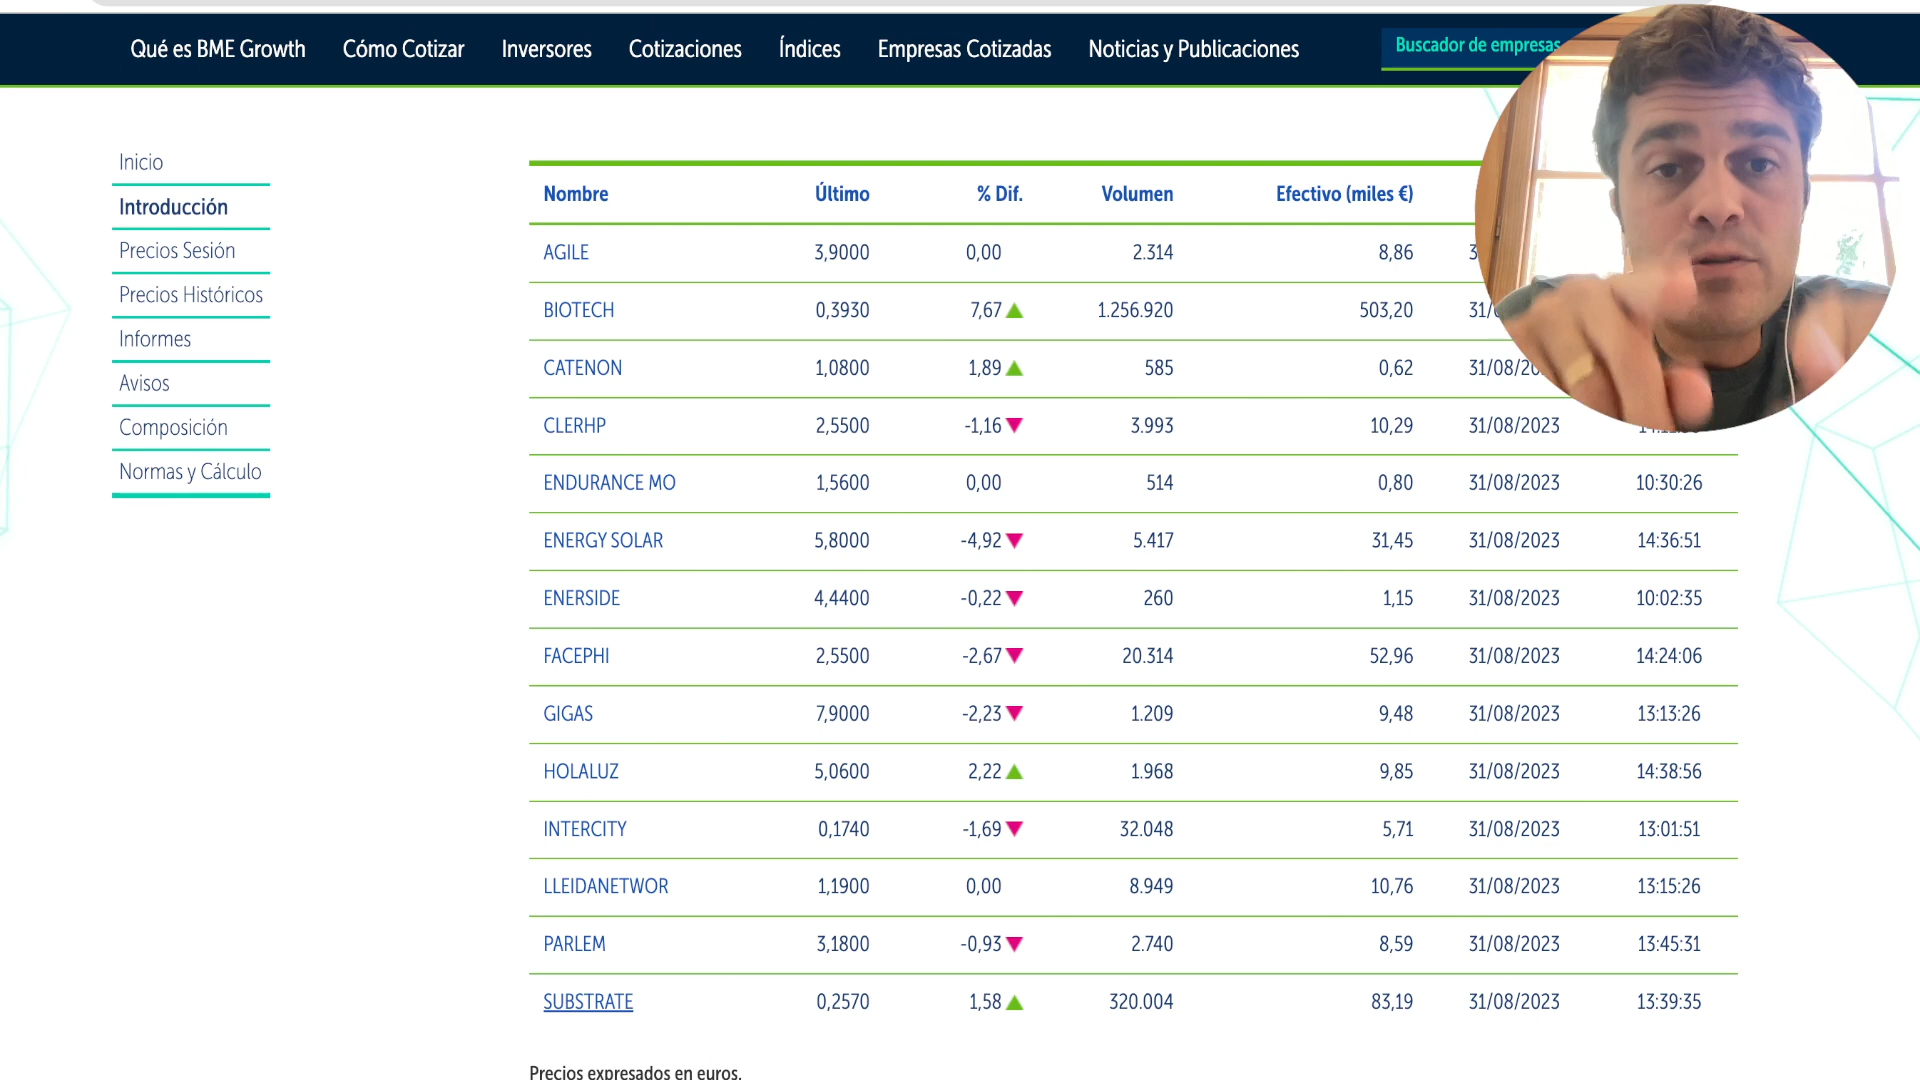 Qué es BME Growth Cómo Cotizar Inversores Cotizaciones Índices Empresas Cotizadas Noticias y Publicaciones Buscador de empresas
Inicio
Introducción
Precios Sesión
Precios Históricos
Informes
Avisos
Composición
Normas y Cálculo
Nombre Último % Dif. Volumen Efectivo (miles €)
AGILE 3,9000 0,00 2.314 8,86
BIOTECH 0,3930 7,67 1.256.920 503,20
CATENON 1,0800 1,89 585 0,62
CLERHP 2,5500 -1,16 3.993 10,29 31/08/2023
ENDURANCE MO 1,5600 0,00 514 0,80 31/08/2023 10:30:26
ENERGY SOLAR 5,8000 -4,92 5.417 31,45 31/08/2023 14:36:51
ENERSIDE 4,4400 -0,22 260 1,15 31/08/2023 10:02:35
FACEPHI 2,5500 -2,67 20.314 52,96 31/08/2023 14:24:06
GIGAS 7,9000 -2,23 1.209 9,48 31/08/2023 13:13:26
HOLALUZ 5,0600 2,22 1.968 9,85 31/08/2023 14:38:56
INTERCITY 0,1740 -1,69 32.048 5,71 31/08/2023 13:01:51
LLEIDANETWOR 1,1900 0,00 8.949 10,76 31/08/2023 13:15:26
PARLEM 3,1800 -0,93 2.740 8,59 31/08/2023 13:45:31
SUBSTRATE 0,2570 1,58 320.004 83,19 31/08/2023 13:39:35
Precios expresados en euros.